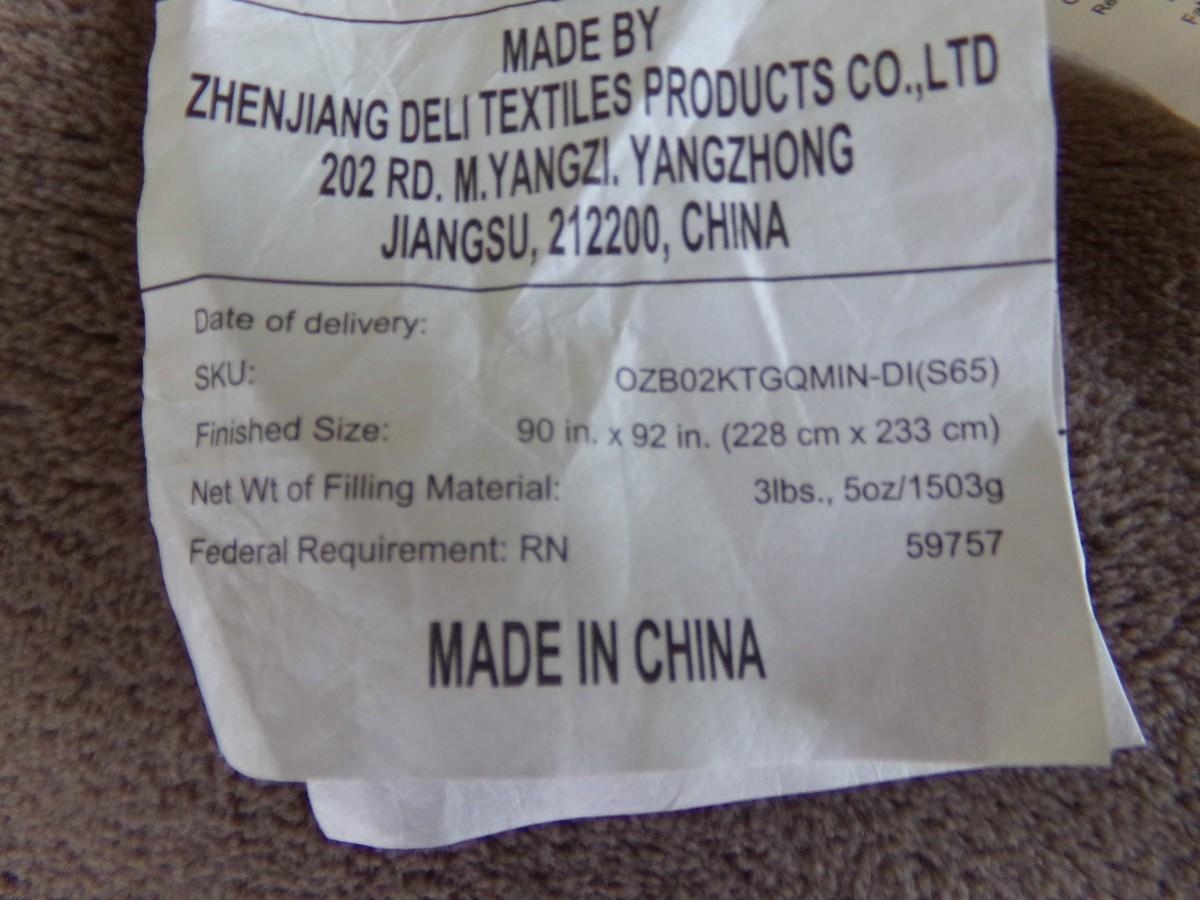 MADE BY
ZHENJIANG DELI TEXTILES PRODUCTS CO.,LTD
202 RD. M.YANGZI. YANGZHONG
JIANGSU, 212200, CHINA
Date of delivery:
SKU: OZB02KTGQMIN-DI(S65)
Finished Size: 90 in. x 92 in. (228 cm x 233 cm)
Net Wt of Filling Material: 3lbs., 5oz/1503g
Federal Requirement: RN 59757
MADE IN CHINA